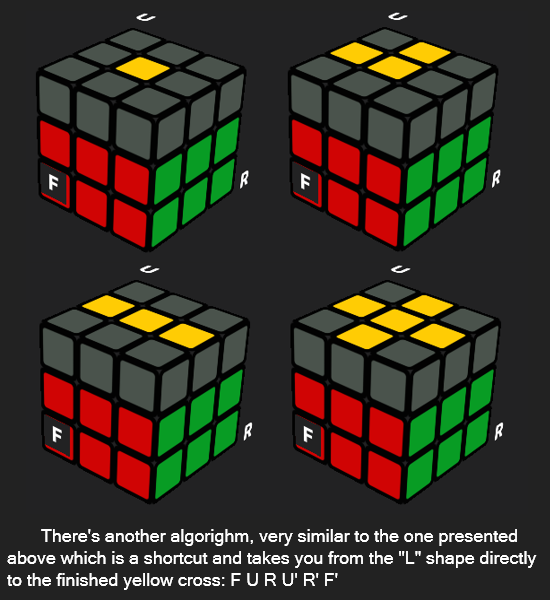 U
U
F
R
F
R
U
U
F
R
F
R
There's another algorighm, very similar to the one presented
above which is a shortcut and takes you from the "L" shape directly
to the finished yellow cross: F U R U' R' F'